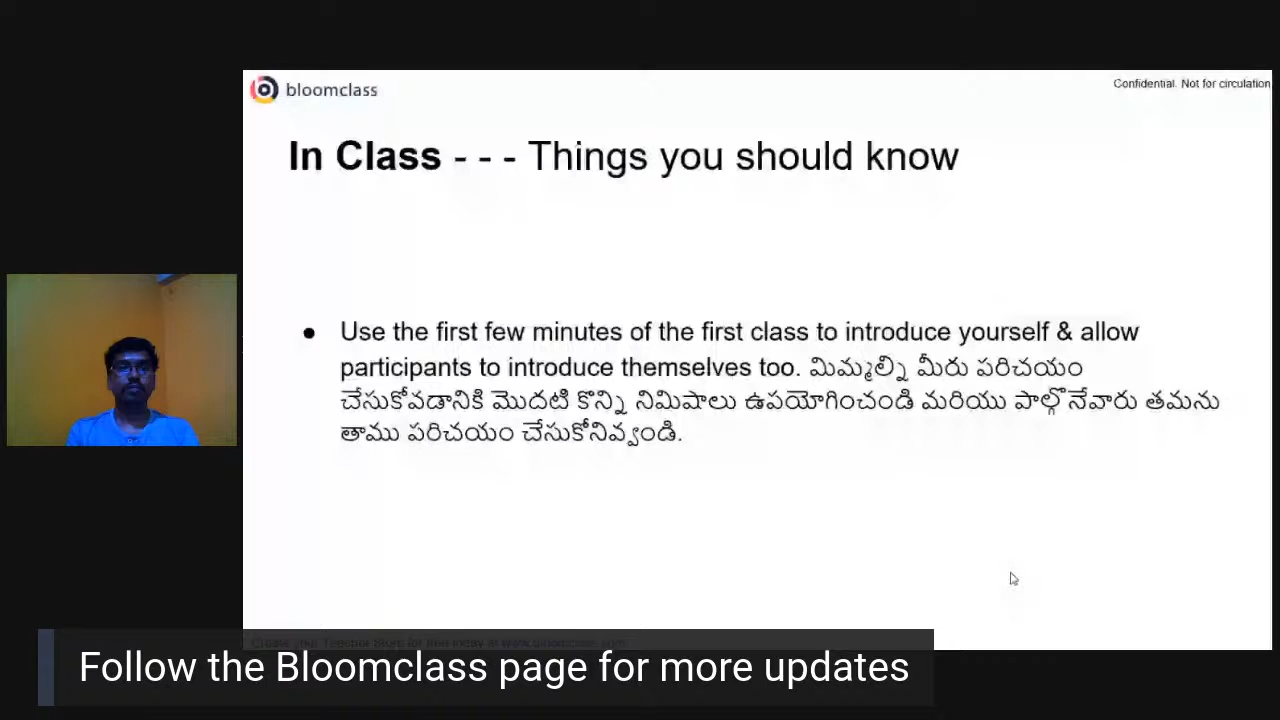 bloomclass
Confidential. Not for circulation
In Class - - - Things you should know
● Use the first few minutes of the first class to introduce yourself & allow
participants to introduce themselves too. మిమ్మల్ని మీరు పరిచయం
చేసుకోవడానికి మొదటి కొన్ని నిమిషాలు ఉపయోగించండి మరియు పాల్గొనేవారు తమను
తాము పరిచయం చేసుకోనివ్వండి.
Follow the Bloomclass page for more updates